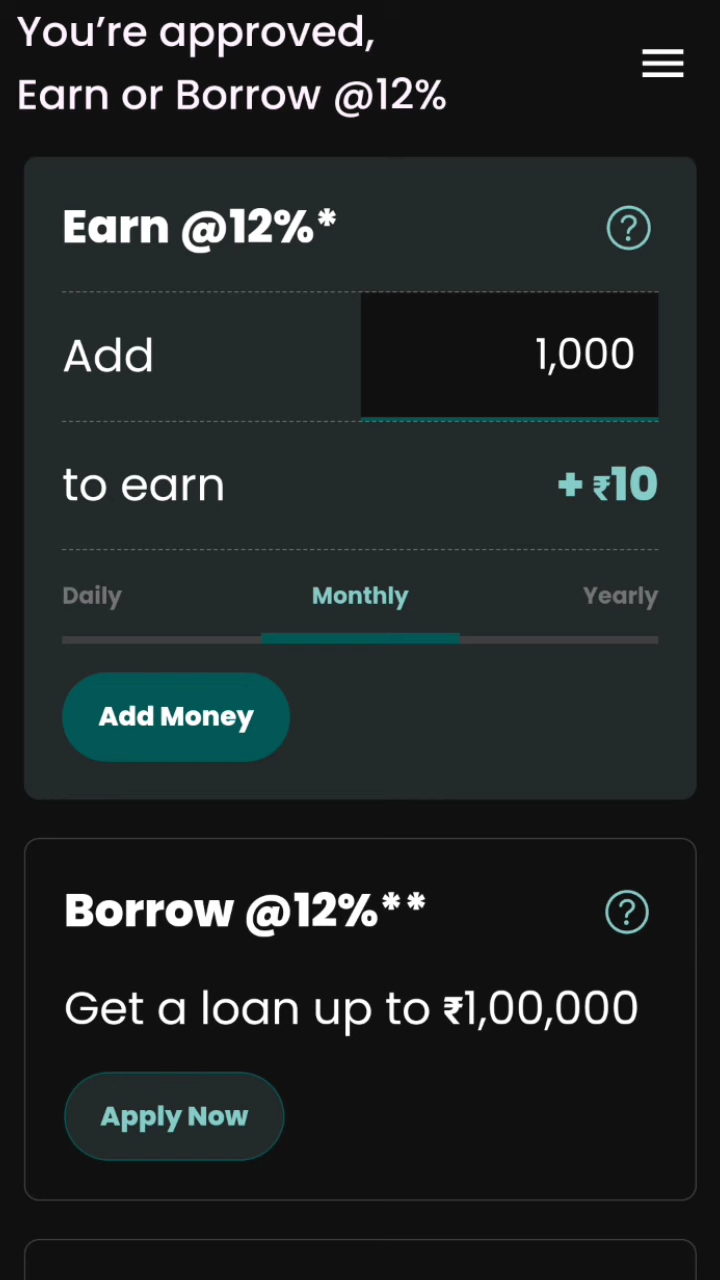 You're approved,
Earn or Borrow @12%
Earn @12%*
?
Add 1,000
to earn + ₹10
Daily Monthly Yearly
Add Money
Borrow @12%**
?
Get a loan up to ₹1,00,000
Apply Now